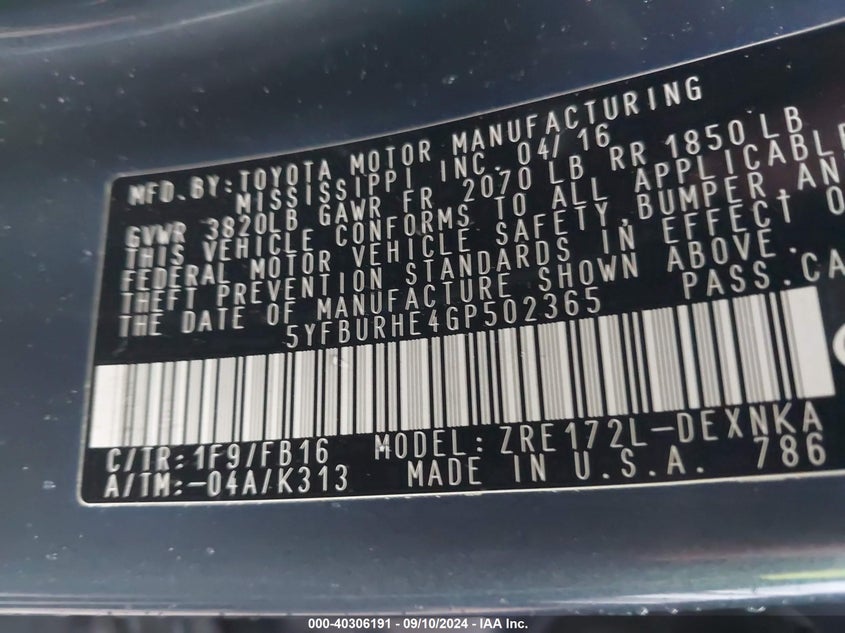 MFD.BY:TOYOTA MOTOR MANUFACTURING
MISSISSIPPI INC. 04/16
GVWR 3820LB GAWR FR 2070 LB RR 1850 LB
THIS VEHICLE CONFORMS TO ALL APPLICABLE
FEDERAL MOTOR VEHICLE SAFETY, BUMPER, AN
THEFT PREVENTION STANDARDS IN EFFECT O
THE DATE OF MANUFACTURE SHOWN ABOVE.
5YFBURHE4GP502365 PASS.CA
C/TR:1F9/FB16 MODEL: ZRE172L-DEXNKA
A/TM:-04A/K313 MADE IN U.S.A. 786
000-40306191 - 09/10/2024 - IAA Inc.